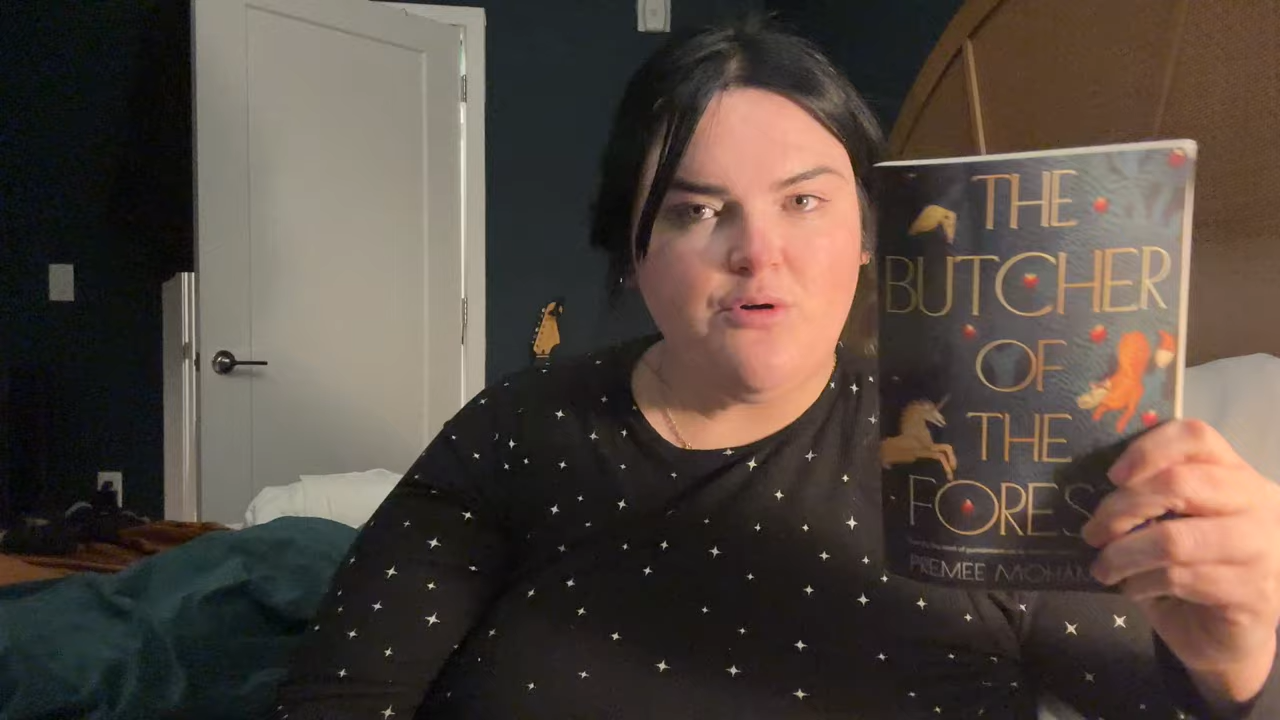 THE
BUTCHER
OF
THE
FORES
PREMEE MOHAM